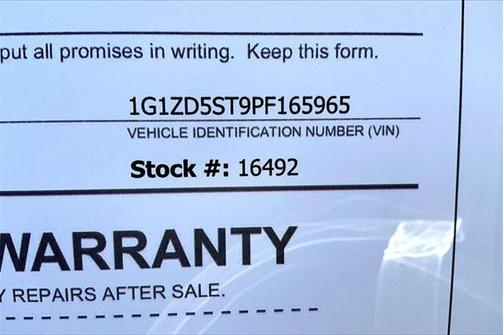 put all promises in writing. Keep this form.
1G1ZD5ST9PF165965
VEHICLE IDENTIFICATION NUMBER (VIN)
Stock #: 16492
WARRANTY
Y REPAIRS AFTER SALE.